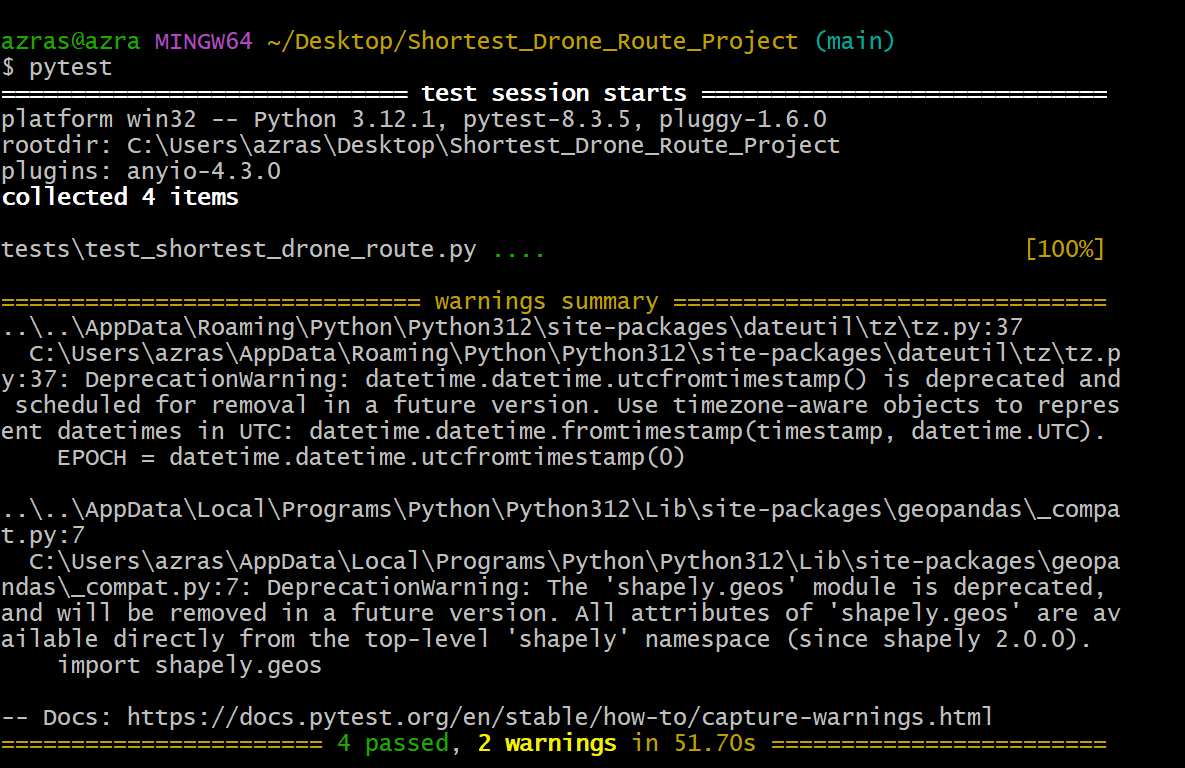 azras@azra MINGW64 ~/Desktop/Shortest_Drone_Route_Project (main)
$ pytest
============================= test session starts =============================
platform win32 -- Python 3.12.1, pytest-8.3.5, pluggy-1.6.0
rootdir: C:\Users\azras\Desktop\Shortest_Drone_Route_Project
plugins: anyio-4.3.0
collected 4 items
tests\test_shortest_drone_route.py .... [100%]
============================== warnings summary ===============================
..\..\AppData\Roaming\Python\Python312\site-packages\dateutil\tz\tz.py:37
C:\Users\azras\AppData\Roaming\Python\Python312\site-packages\dateutil\tz\tz.p
y:37: DeprecationWarning: datetime.datetime.utcfromtimestamp() is deprecated and
scheduled for removal in a future version. Use timezone-aware objects to repres
ent datetimes in UTC: datetime.datetime.fromtimestamp(timestamp, datetime.UTC).
EPOCH = datetime.datetime.utcfromtimestamp(0)
..\..\AppData\Local\Programs\Python\Python312\Lib\site-packages\geopandas\_compa
t.py:7
C:\Users\azras\AppData\Local\Programs\Python\Python312\Lib\site-packages\geopa
ndas\_compat.py:7: DeprecationWarning: The 'shapely.geos' module is deprecated,
and will be removed in a future version. All attributes of 'shapely.geos' are av
ailable directly from the top-level 'shapely' namespace (since shapely 2.0.0).
import shapely.geos
-- Docs: https://docs.pytest.org/en/stable/how-to/capture-warnings.html
======================= 4 passed, 2 warnings in 51.70s ========================